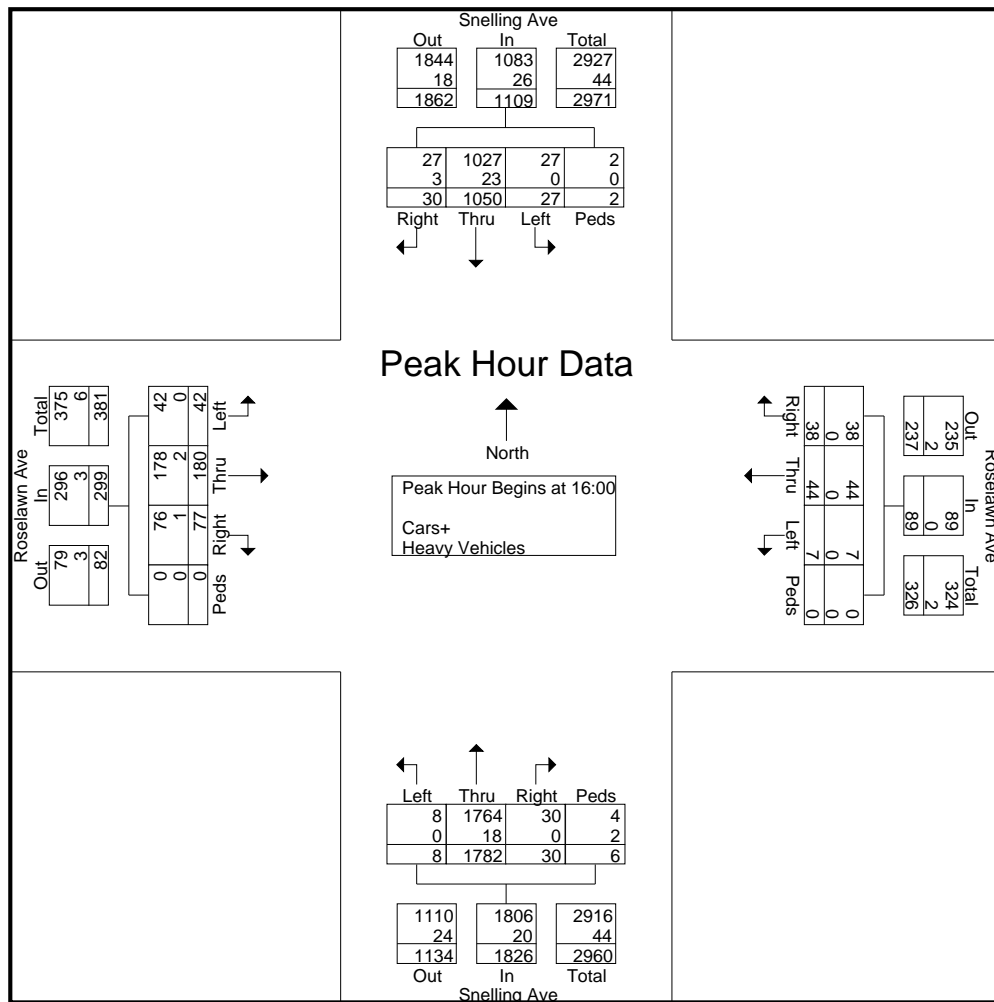 Snelling Ave
Out In Total
1844 1083 2927
18 26 44
1862 1109 2971
27 1027 27 2
3 23 0 0
30 1050 27 2
Right Thru Left Peds
Peak Hour Data
North
Peak Hour Begins at 16:00
Cars+
Heavy Vehicles
Roselawn Ave
Out In Total
79 296 375
3 3 6
82 299 381
0 76 178 42
0 1 2 0
0 77 180 42
Peds Right Thru Left
Roselawn Ave
Out In Total
235 89 324
2 0 2
237 89 326
38 44 7 0
0 0 0 0
38 44 7 0
Right Thru Left Peds
Left Thru Right Peds
8 1764 30 4
0 18 0 2
8 1782 30 6
1110 1806 2916
24 20 44
1134 1826 2960
Out In Total
Snelling Ave